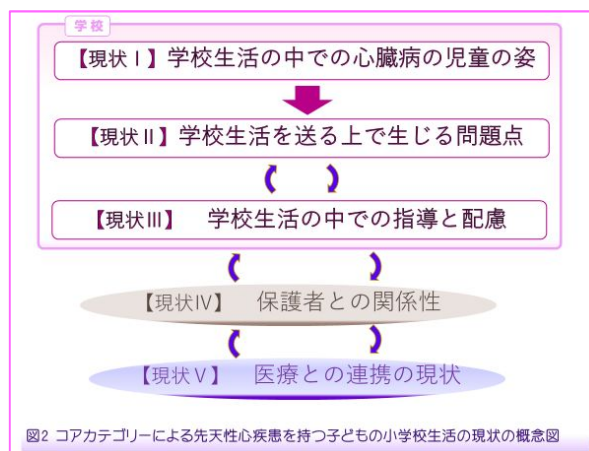 学校
【現状Ⅰ】学校生活の中での心臓病の児童の姿
【現状Ⅱ】学校生活を送る上で生じる問題点
【現状Ⅲ】 学校生活の中での指導と配慮
【現状Ⅳ】 保護者との関係性
【現状Ⅴ】 医療との連携の現状
図2 コアカテゴリーによる先天性心疾患を持つ子どもの小学校生活の現状の概念図